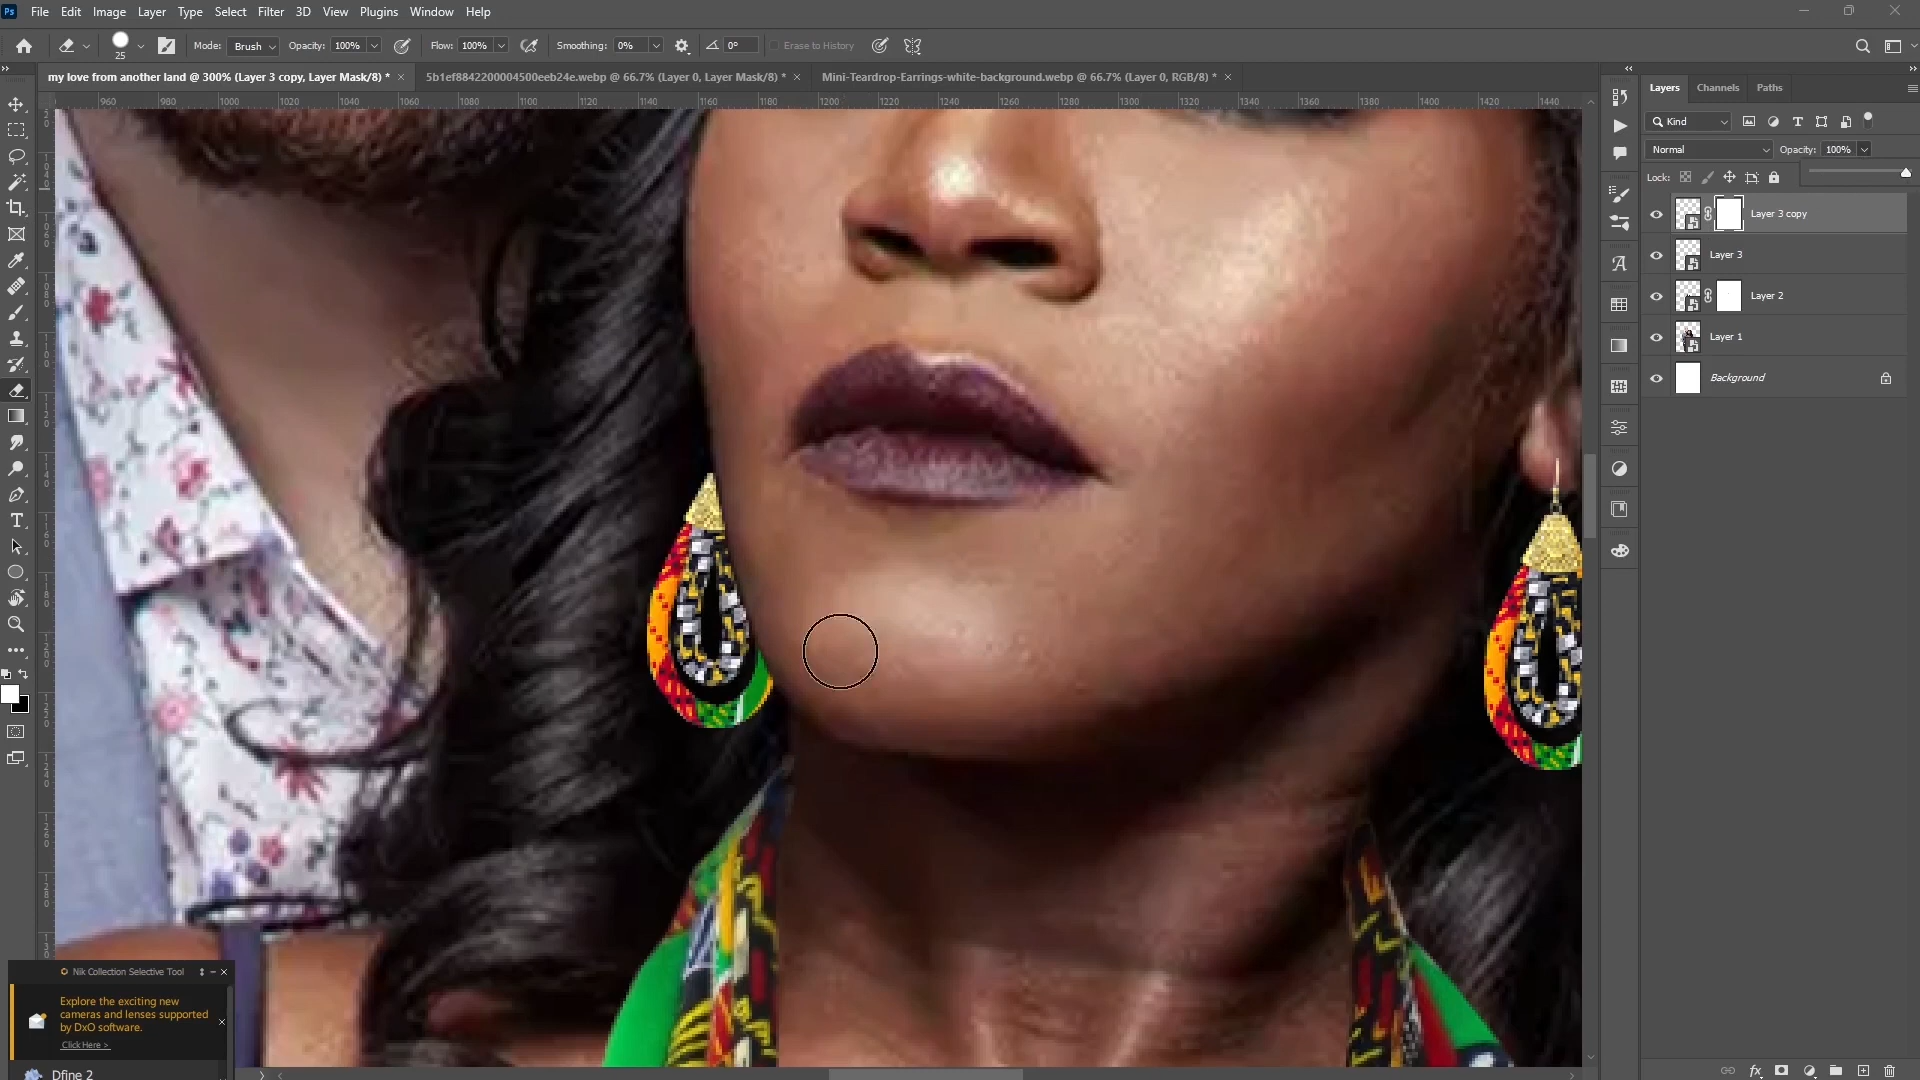 Ps File Edit Image Layer Type Select Filter 3D View Plugins Window Help
25 Mode: Brush Opacity: 100% Flow: 100% Smoothing: 0% 0° Erase to History
my love from another land @ 300% (Layer 3 copy, Layer Mask/8) * × 5b1ef8842200004500eeb24e.webp @ 66.7% (Layer 0, Layer Mask/8) * × Mini-Teardrop-Earrings-white-background.webp @ 66.7% (Layer 0, RGB/8) * ×
960 980 1000 1020 1040 1060 1080 1100 1120 1140 1160 1180 1200 1220 1240 1260 1280 1300 1320 1340 1360 1380 1400 1420 1440
Layers Channels Paths
Kind
Normal Opacity: 100%
Lock:
Layer 3 copy
Layer 3
Layer 2
Layer 1
Background
Nik Collection Selective Tool
Explore the exciting new
cameras and lenses supported
by DxO software.
Click Here >
Dfine 2
fx